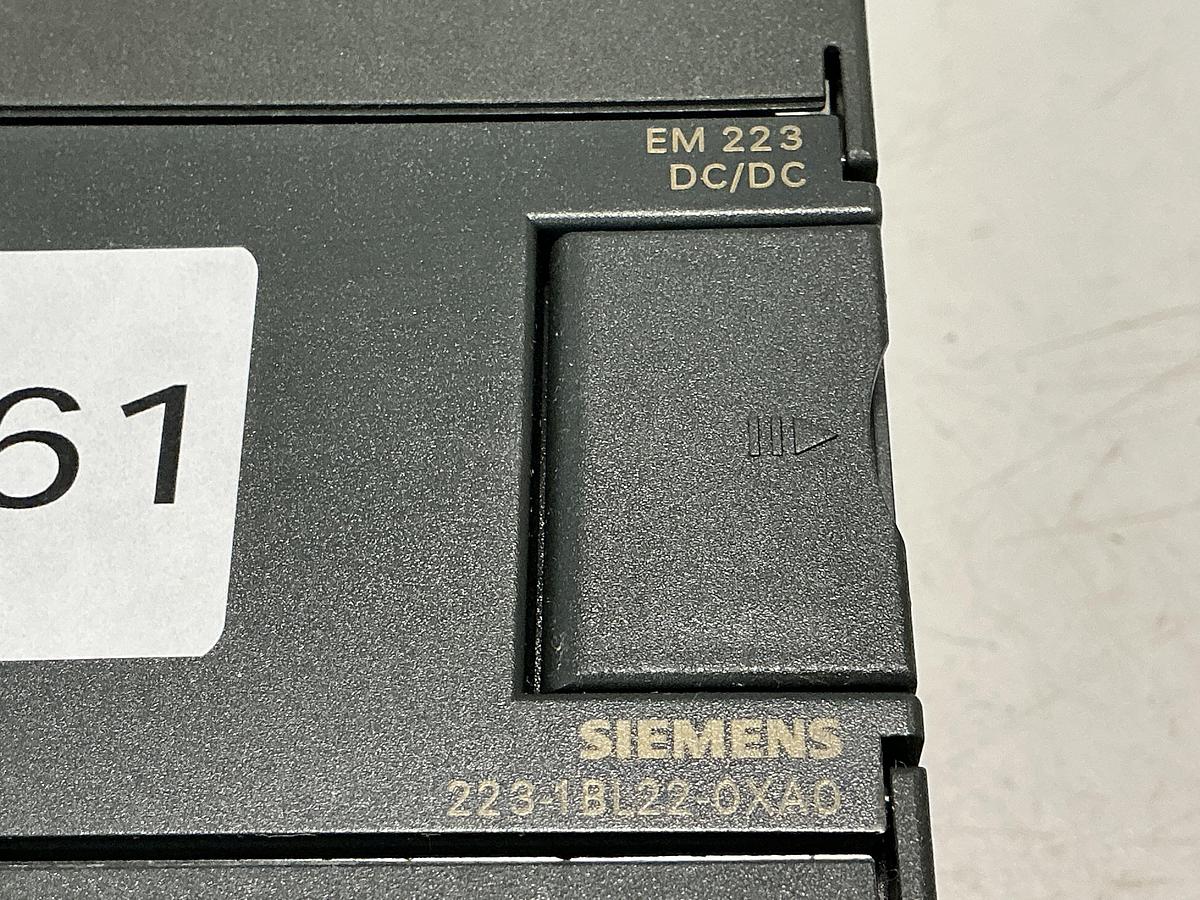 EM 223
DC/DC
61
SIEMENS
223-1BL22-0XA0